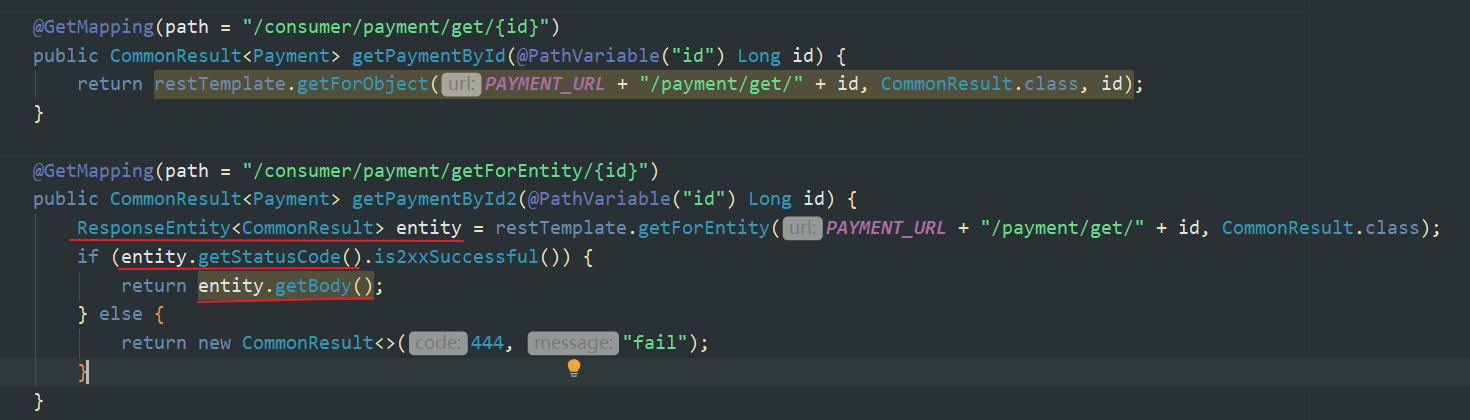 @GetMapping(path = "/consumer/payment/get/{id}")
public CommonResult<Payment> getPaymentById(@PathVariable("id") Long id) {
return restTemplate.getForObject( url: PAYMENT_URL + "/payment/get/" + id, CommonResult.class, id);
}
@GetMapping(path = "/consumer/payment/getForEntity/{id}")
public CommonResult<Payment> getPaymentById2(@PathVariable("id") Long id) {
ResponseEntity<CommonResult> entity = restTemplate.getForEntity( url: PAYMENT_URL + "/payment/get/" + id, CommonResult.class);
if (entity.getStatusCode().is2xxSuccessful()) {
return entity.getBody();
} else {
return new CommonResult<>( code: 444, message: "fail");
}
}